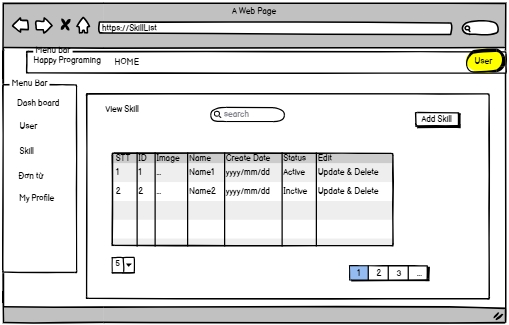 A Web Page
https://SkillList
Menu bar
Happy Programing HOME User
Menu Bar
Dash board
User
Skill
Đơn từ
My Profile
View Skill search Add Skill
STT ID Image Name Create Date Status Edit
1 1 ... Name1 yyyy/mm/dd Active Update & Delete
2 2 ... Name2 yyyy/mm/dd Inctive Update & Delete
5
1 2 3 ...